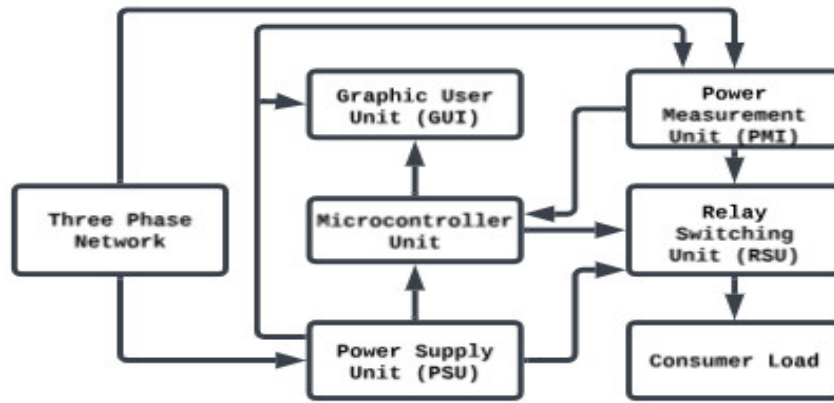 Graphic User
Unit (GUI)
Power
Measurement
Unit (PMI)
Three Phase
Network
Microcontroller
Unit
Relay
Switching
Unit (RSU)
Power Supply
Unit (PSU)
Consumer Load